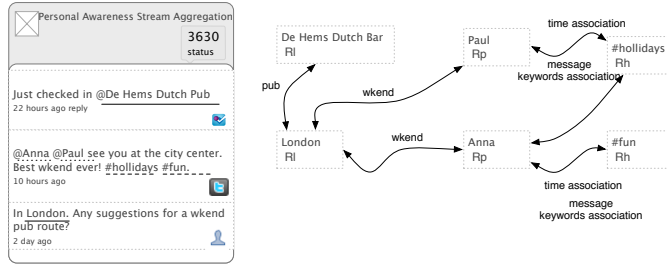 Personal Awareness Stream Aggregation
3630
status
Just checked in @De Hems Dutch Pub
22 hours ago reply
@Anna @Paul see you at the city center.
Best wkend ever! #hollidays #fun.
10 hours ago
In London. Any suggestions for a wkend
pub route?
2 day ago
De Hems Dutch Bar
Rl
pub
London
Rl
wkend
wkend
Paul
Rp
Anna
Rp
time association
message
keywords association
#hollidays
Rh
#fun
Rh
time association
message
keywords association